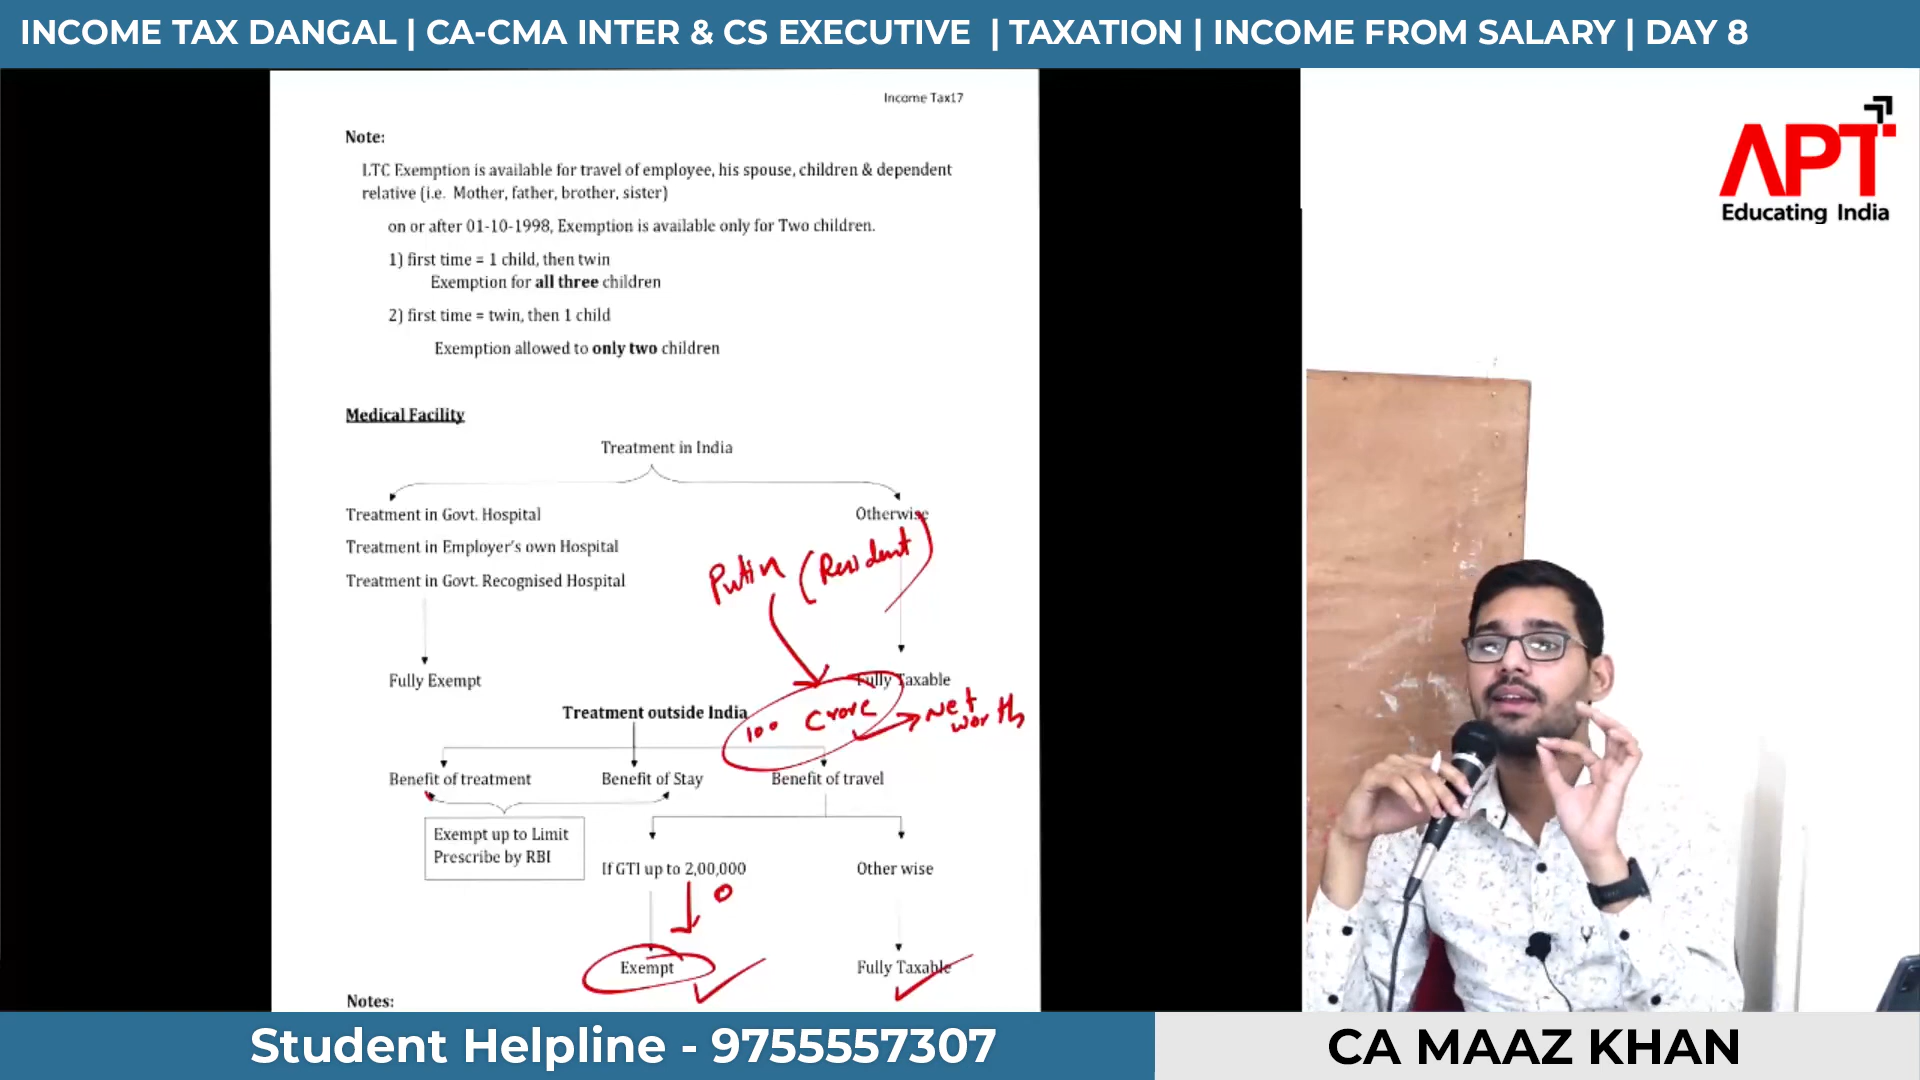 INCOME TAX DANGAL | CA-CMA INTER & CS EXECUTIVE | TAXATION | INCOME FROM SALARY | DAY 8
Income Tax17
APT
Educating India
Note:
LTC Exemption is available for travel of employee, his spouse, children & dependent
relative (i.e. Mother, father, brother, sister)
on or after 01-10-1998, Exemption is available only for Two children.
1) first time = 1 child, then twin
Exemption for all three children
2) first time = twin, then 1 child
Exemption allowed to only two children
Medical Facility
Treatment in India
Treatment in Govt. Hospital
Otherwise
Treatment in Employer's own Hospital
Treatment in Govt. Recognised Hospital
Putin (Resident)
Fully Exempt
Fully Taxable
Treatment outside India
100 Crore
Net
worth
Benefit of treatment
Benefit of Stay
Benefit of travel
Exempt up to Limit
Prescribe by RBI
If GTI up to 2,00,000
Other wise
0
Exempt
Fully Taxable
Notes:
Student Helpline - 9755557307
CA MAAZ KHAN